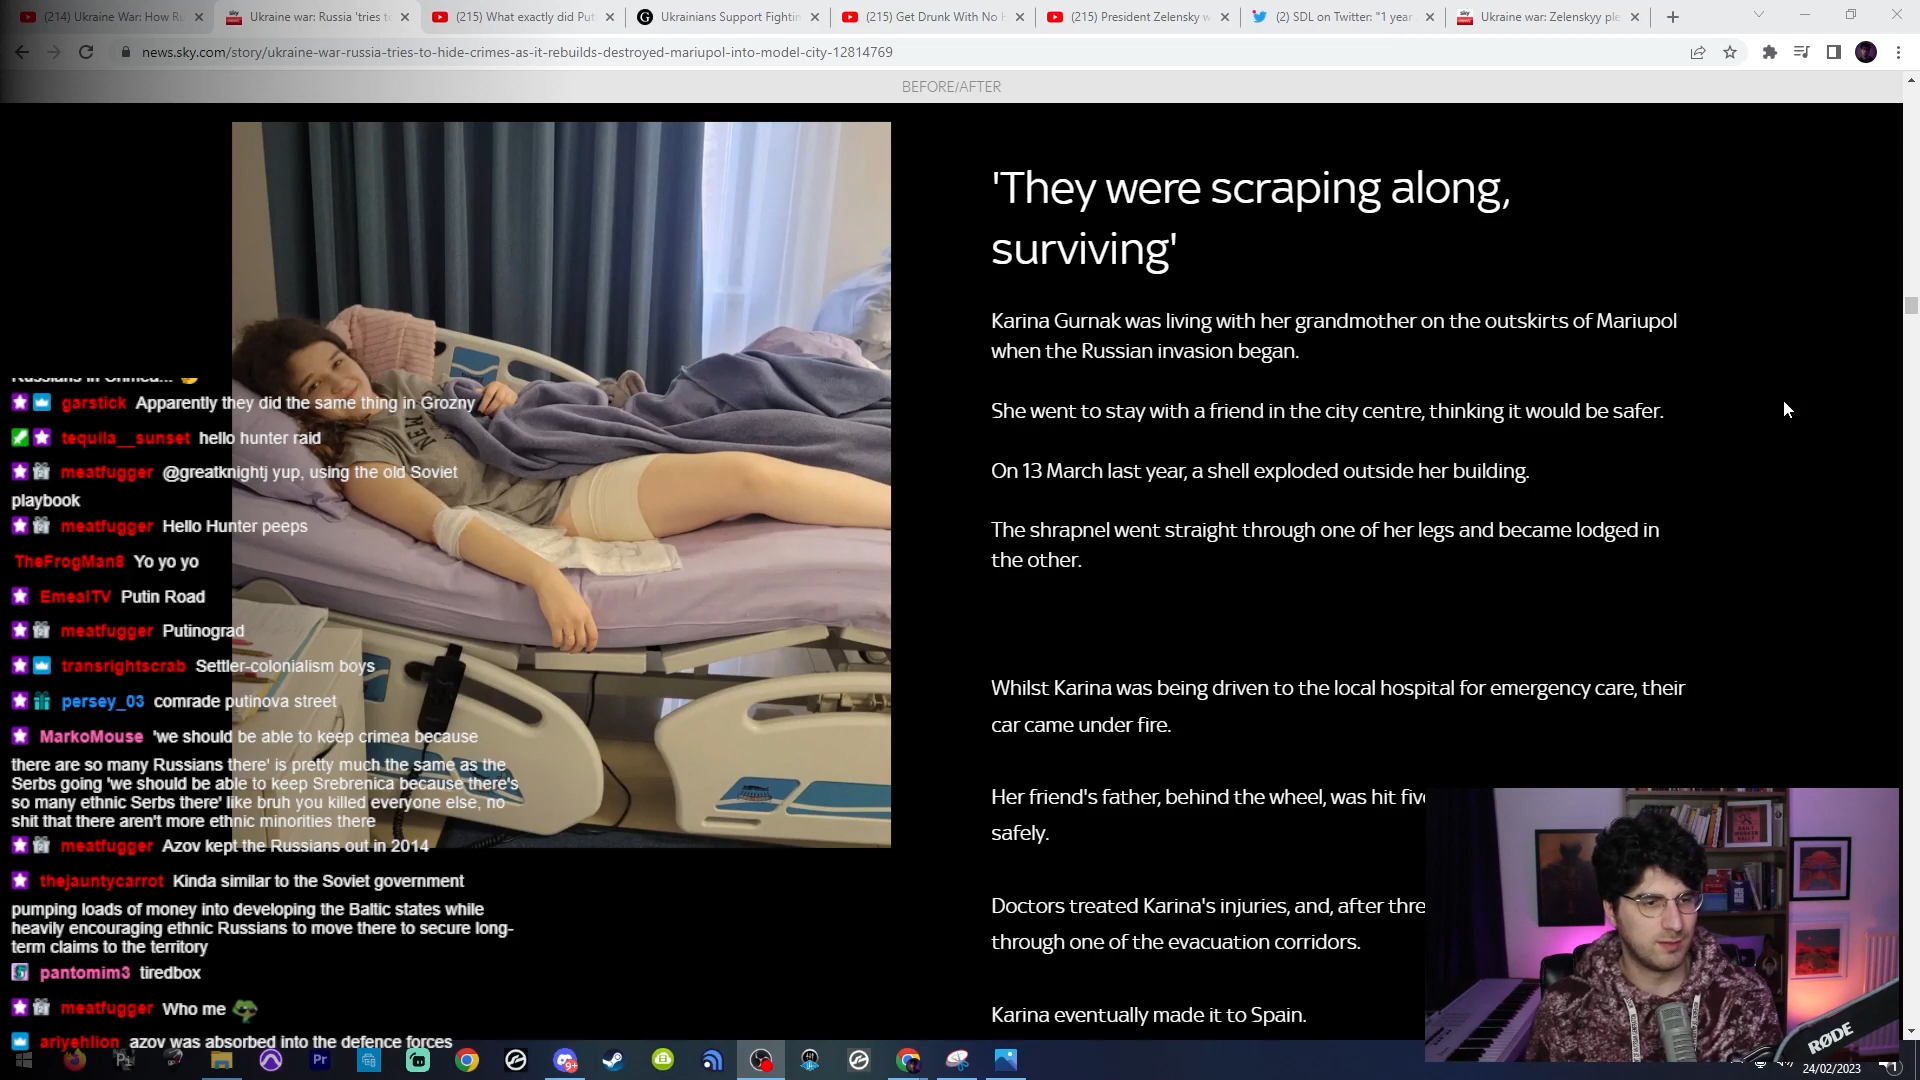 (214) Ukraine War: How Ru
Ukraine war: Russia 'tries to
(215) What exactly did Put
Ukrainians Support Fightin
(215) Get Drunk With No H
(215) President Zelensky w
(2) SDL on Twitter: "1 year
Ukraine war: Zelenskyy ple
news.sky.com/story/ukraine-war-russia-tries-to-hide-crimes-as-it-rebuilds-destroyed-mariupol-into-model-city-12814769
BEFORE/AFTER
'They were scraping along,
surviving'
Karina Gurnak was living with her grandmother on the outskirts of Mariupol
when the Russian invasion began.
She went to stay with a friend in the city centre, thinking it would be safer.
On 13 March last year, a shell exploded outside her building.
The shrapnel went straight through one of her legs and became lodged in
the other.
Whilst Karina was being driven to the local hospital for emergency care, their
car came under fire.
Her friend's father, behind the wheel, was hit five
safely.
Doctors treated Karina's injuries, and, after thre
through one of the evacuation corridors.
Karina eventually made it to Spain.
Russians in Crimea...
garstick Apparently they did the same thing in Grozny
tequila__sunset hello hunter raid
meatfugger @greatknightj yup, using the old Soviet
playbook
meatfugger Hello Hunter peeps
TheFrogMan8 Yo yo yo
EmealTV Putin Road
meatfugger Putinograd
transrightscrab Settler-colonialism boys
persey_03 comrade putinova street
MarkoMouse 'we should be able to keep crimea because
there are so many Russians there' is pretty much the same as the
Serbs going 'we should be able to keep Srebrenica because there's
so many ethnic Serbs there' like bruh you killed everyone else, no
shit that there aren't more ethnic minorities there
meatfugger Azov kept the Russians out in 2014
thejauntycarrot Kinda similar to the Soviet government
pumping loads of money into developing the Baltic states while
heavily encouraging ethnic Russians to move there to secure long-
term claims to the territory
pantomim3 tiredbox
meatfugger Who me
ariyehlion azov was absorbed into the defence forces
RØDE
Pr
9+
24/02/2023
1